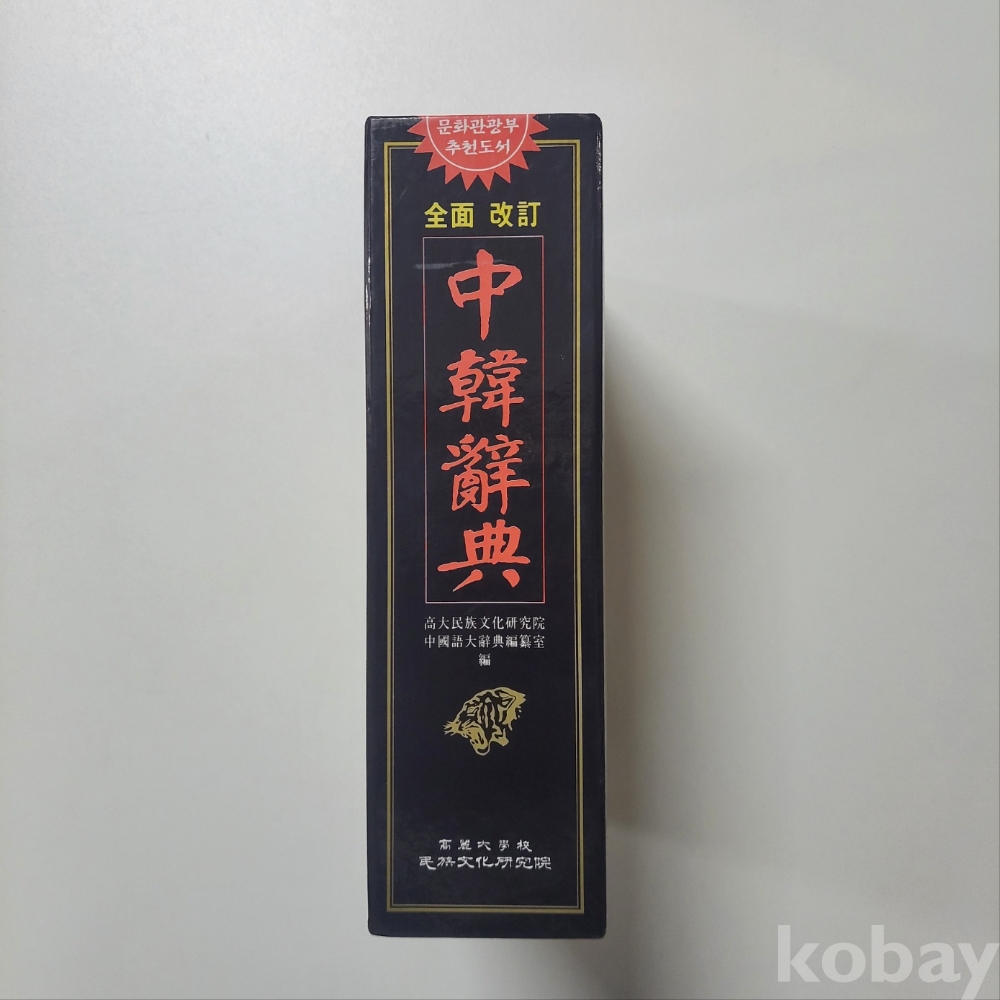 문화관광부
추천도서
全面 改訂
中韓辭典
高大民族文化研究院
中國語大辭典編纂室
編
高麗大學校
民族文化研究院
kobay